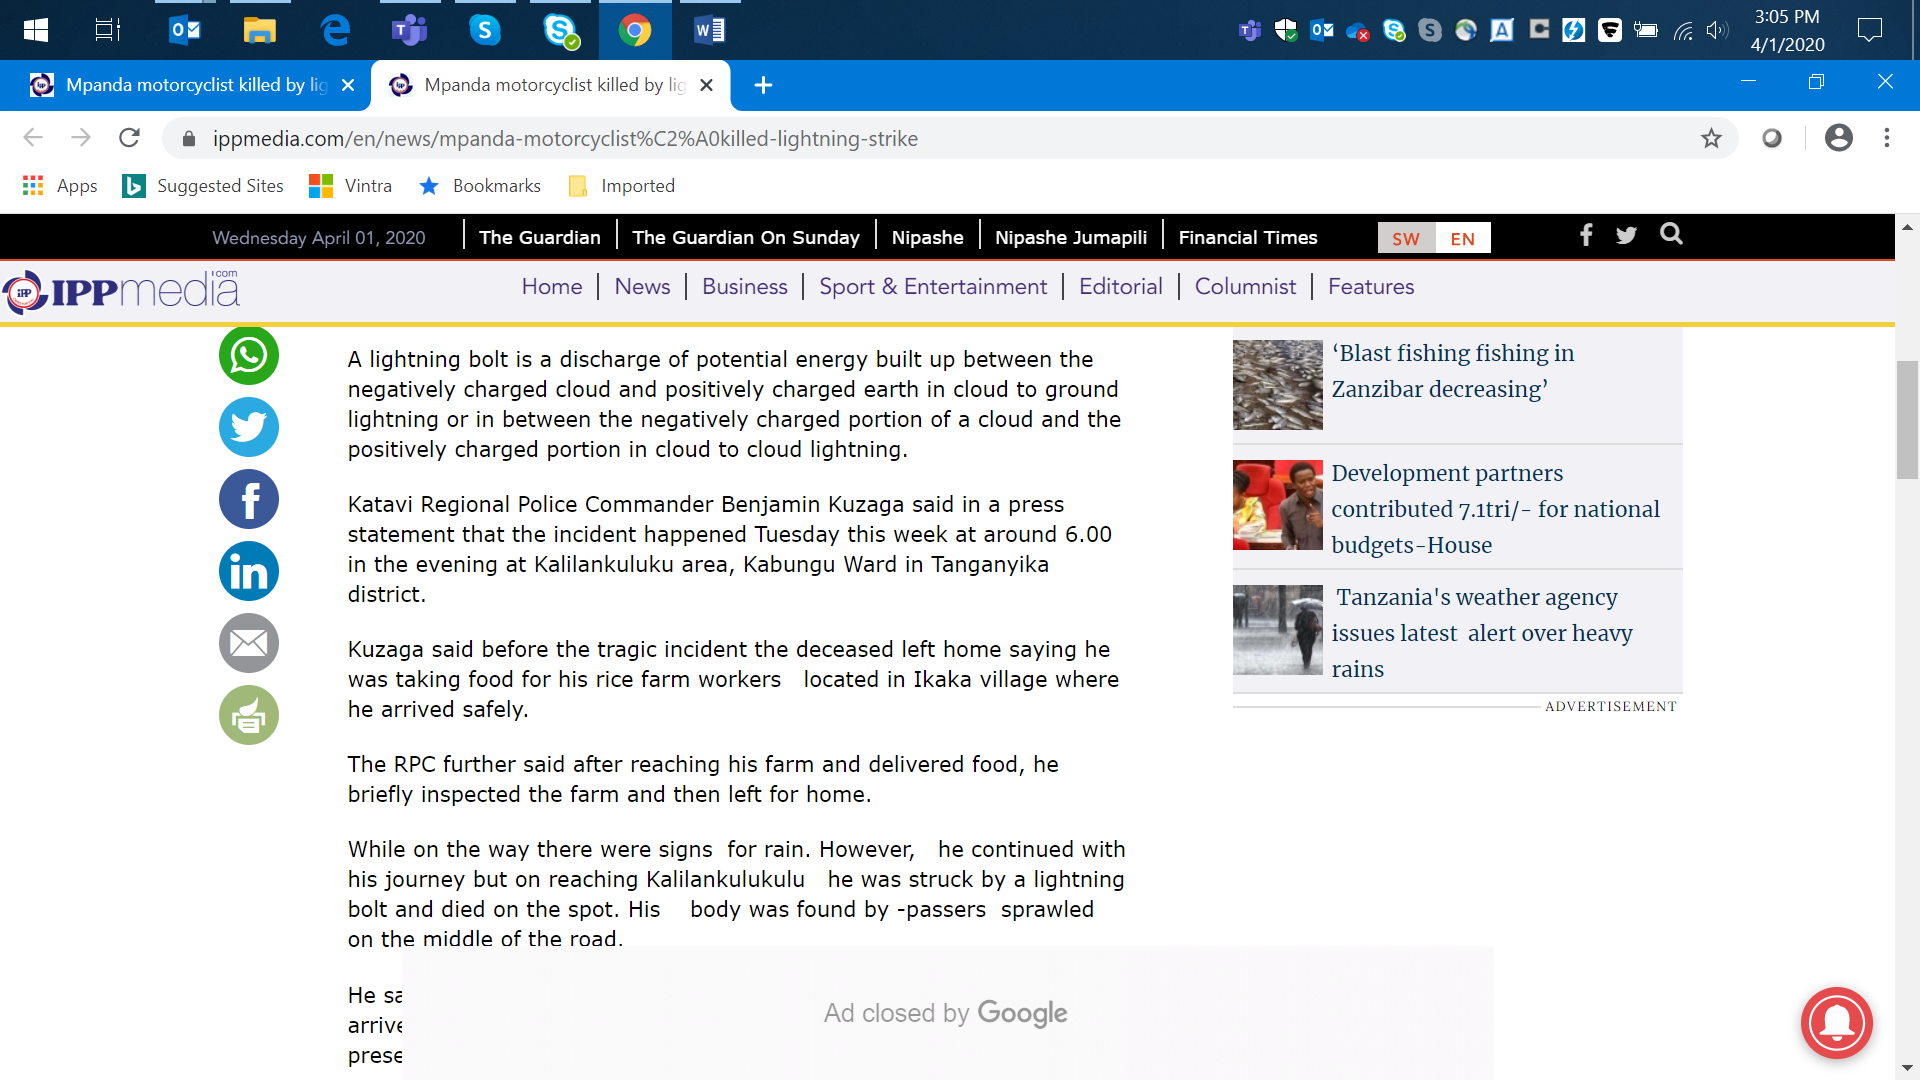 3:05 PM
4/1/2020
Mpanda motorcyclist killed by lig
Mpanda motorcyclist killed by lig
ippmedia.com/en/news/mpanda-motorcyclist%C2%A0killed-lightning-strike
Apps
Suggested Sites
Vintra
Bookmarks
Imported
Wednesday April 01, 2020
The Guardian
The Guardian On Sunday
Nipashe
Nipashe Jumapili
Financial Times
SW
EN
IPPmedia.com
Home
News
Business
Sport & Entertainment
Editorial
Columnist
Features
A lightning bolt is a discharge of potential energy built up between the
negatively charged cloud and positively charged earth in cloud to ground
lightning or in between the negatively charged portion of a cloud and the
positively charged portion in cloud to cloud lightning.
Katavi Regional Police Commander Benjamin Kuzaga said in a press
statement that the incident happened Tuesday this week at around 6.00
in the evening at Kalilankuluku area, Kabungu Ward in Tanganyika
district.
Kuzaga said before the tragic incident the deceased left home saying he
was taking food for his rice farm workers located in Ikaka village where
he arrived safely.
The RPC further said after reaching his farm and delivered food, he
briefly inspected the farm and then left for home.
While on the way there were signs for rain. However, he continued with
his journey but on reaching Kalilankulukulu he was struck by a lightning
bolt and died on the spot. His body was found by -passers sprawled
on the middle of the road.
He sa
arrive
prese
‘Blast fishing fishing in
Zanzibar decreasing’
Development partners
contributed 7.1tri/- for national
budgets-House
Tanzania's weather agency
issues latest alert over heavy
rains
ADVERTISEMENT
Ad closed by Google